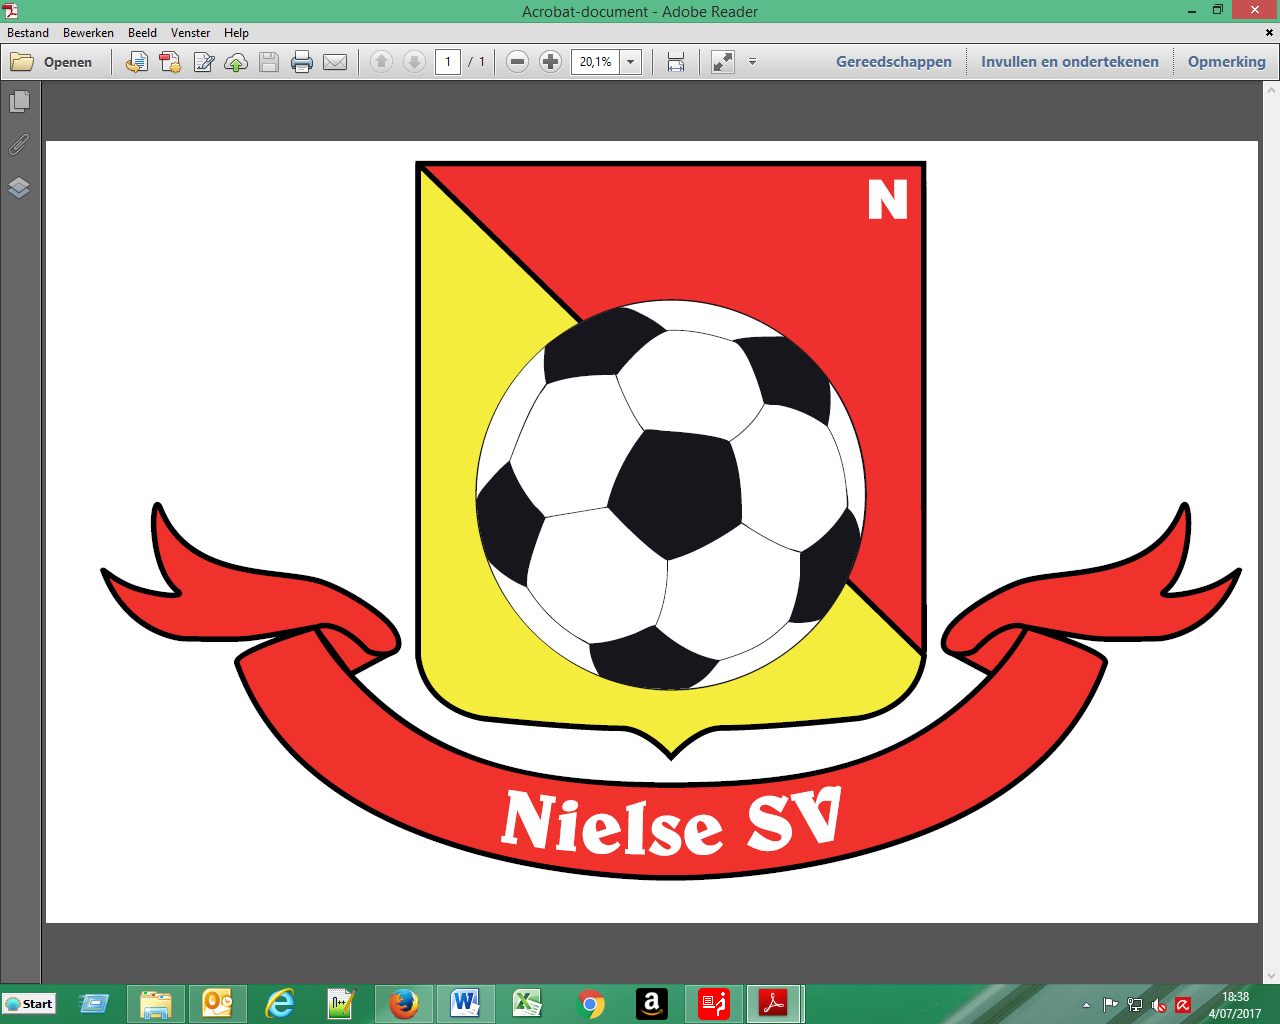 Acrobat-document - Adobe Reader
Bestand Bewerken Beeld Venster Help
Openen 1 / 1 20,1% Gereedschappen Invullen en ondertekenen Opmerking
N
Nielse SV
Start
18:38
4/07/2017